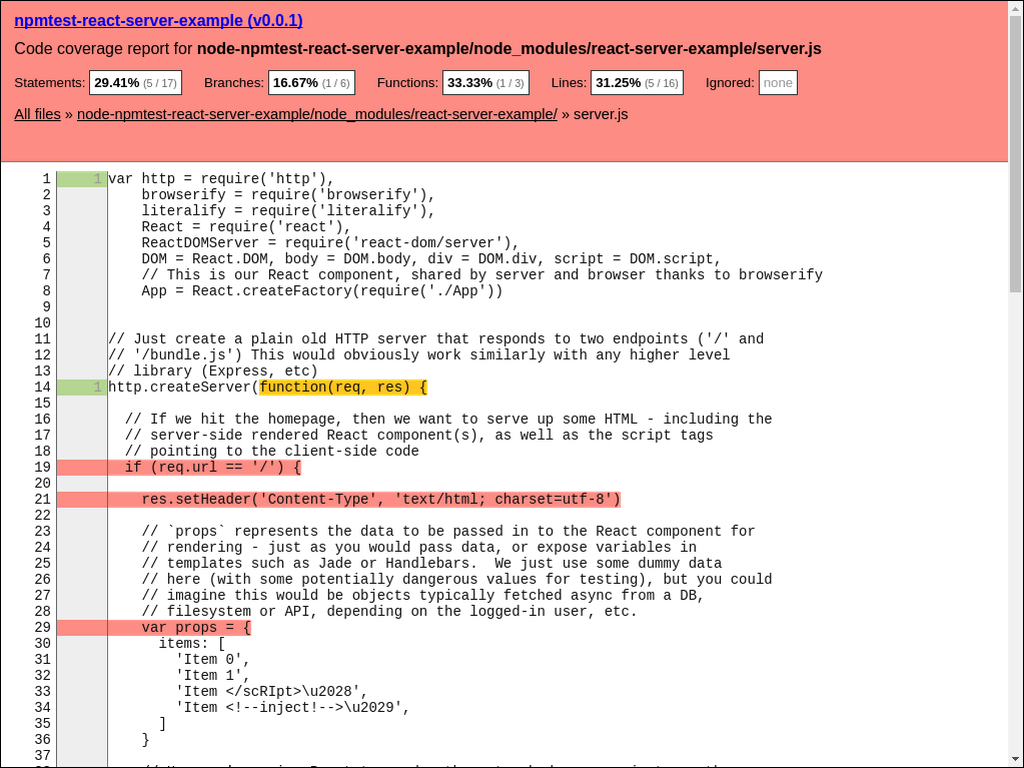 npmtest-react-server-example (v0.0.1)
Code coverage report for node-npmtest-react-server-example/node_modules/react-server-example/server.js
Statements: 29.41% (5 / 17) Branches: 16.67% (1 / 6) Functions: 33.33% (1 / 3) Lines: 31.25% (5 / 16) Ignored: none
All files » node-npmtest-react-server-example/node_modules/react-server-example/ » server.js
1 1 var http = require('http'),
2     browserify = require('browserify'),
3     literalify = require('literalify'),
4     React = require('react'),
5     ReactDOMServer = require('react-dom/server'),
6     DOM = React.DOM, body = DOM.body, div = DOM.div, script = DOM.script,
7     // This is our React component, shared by server and browser thanks to browserify
8     App = React.createFactory(require('./App'))
9
10
11 // Just create a plain old HTTP server that responds to two endpoints ('/' and
12 // '/bundle.js') This would obviously work similarly with any higher level
13 // library (Express, etc)
14 1 http.createServer(function(req, res) {
15
16   // If we hit the homepage, then we want to serve up some HTML - including the
17   // server-side rendered React component(s), as well as the script tags
18   // pointing to the client-side code
19   if (req.url == '/') {
20
21     res.setHeader('Content-Type', 'text/html; charset=utf-8')
22
23     // `props` represents the data to be passed in to the React component for
24     // rendering - just as you would pass data, or expose variables in
25     // templates such as Jade or Handlebars.  We just use some dummy data
26     // here (with some potentially dangerous values for testing), but you could
27     // imagine this would be objects typically fetched async from a DB,
28     // filesystem or API, depending on the logged-in user, etc.
29     var props = {
30       items: [
31         'Item 0',
32         'Item 1',
33         'Item </scRIpt>\u2028',
34         'Item <!--inject!-->\u2029',
35       ]
36     }
37